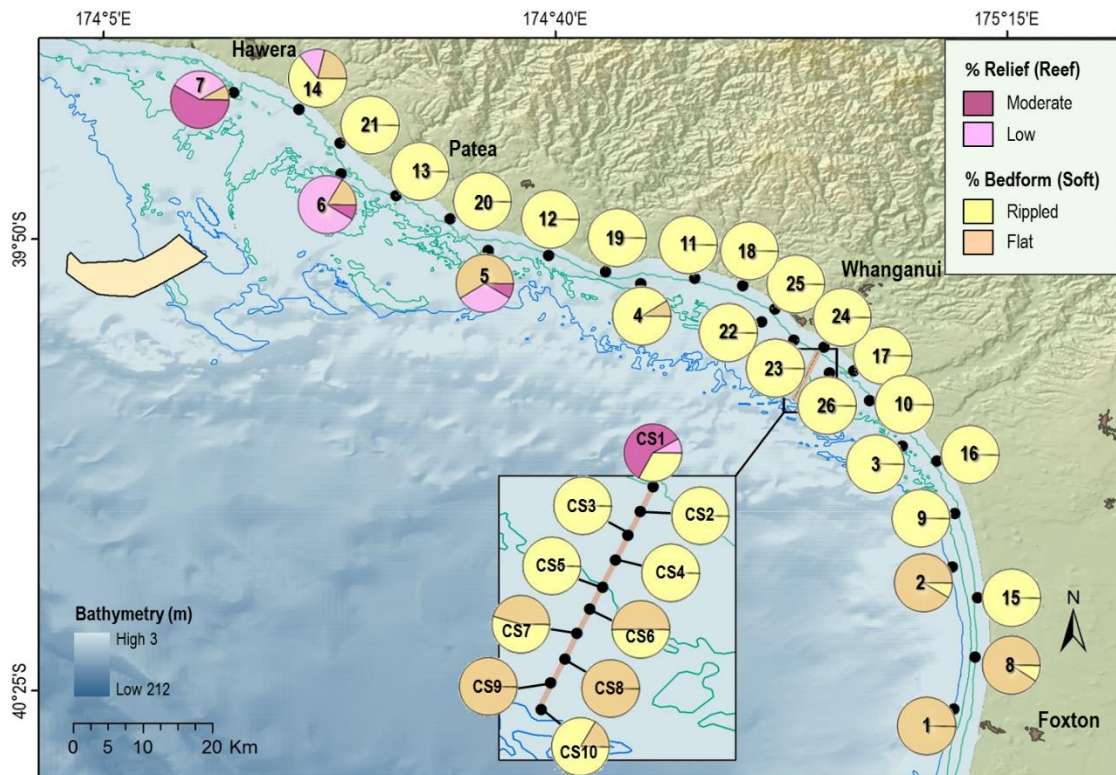 174°5'E
174°40'E
175°15'E
39°50'S
40°25'S
Hawera
Patea
Whanganui
Foxton
7
14
21
13
6
20
12
5
19
11
18
4
25
22
24
23
17
26
10
3
16
9
2
15
8
1
CS1
CS3
CS2
CS5
CS4
CS7
CS6
CS9
CS8
CS10
% Relief (Reef)
Moderate
Low
% Bedform (Soft)
Rippled
Flat
Bathymetry (m)
High 3
Low 212
0 5 10 20 Km
N